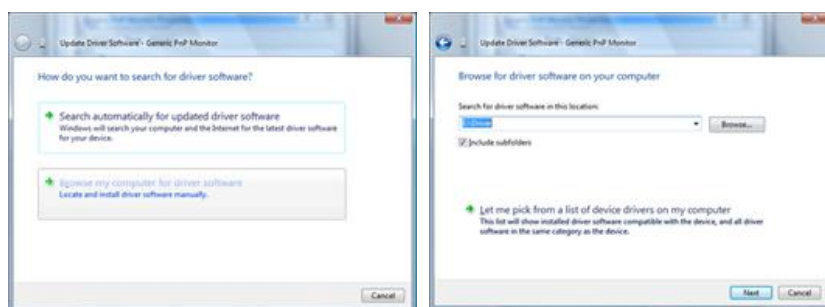 Update Driver Software - Generic PnP Monitor
How do you want to search for driver software?
Search automatically for updated driver software
Windows will search your computer and the Internet for the latest driver software
for your device.
Browse my computer for driver software
Locate and install driver software manually.
Cancel
Update Driver Software - Generic PnP Monitor
Browse for driver software on your computer
Search for driver software in this location:
Browse...
Include subfolders
Let me pick from a list of device drivers on my computer
This list will show installed driver software compatible with the device, and all driver
software in the same category as the device.
Next Cancel